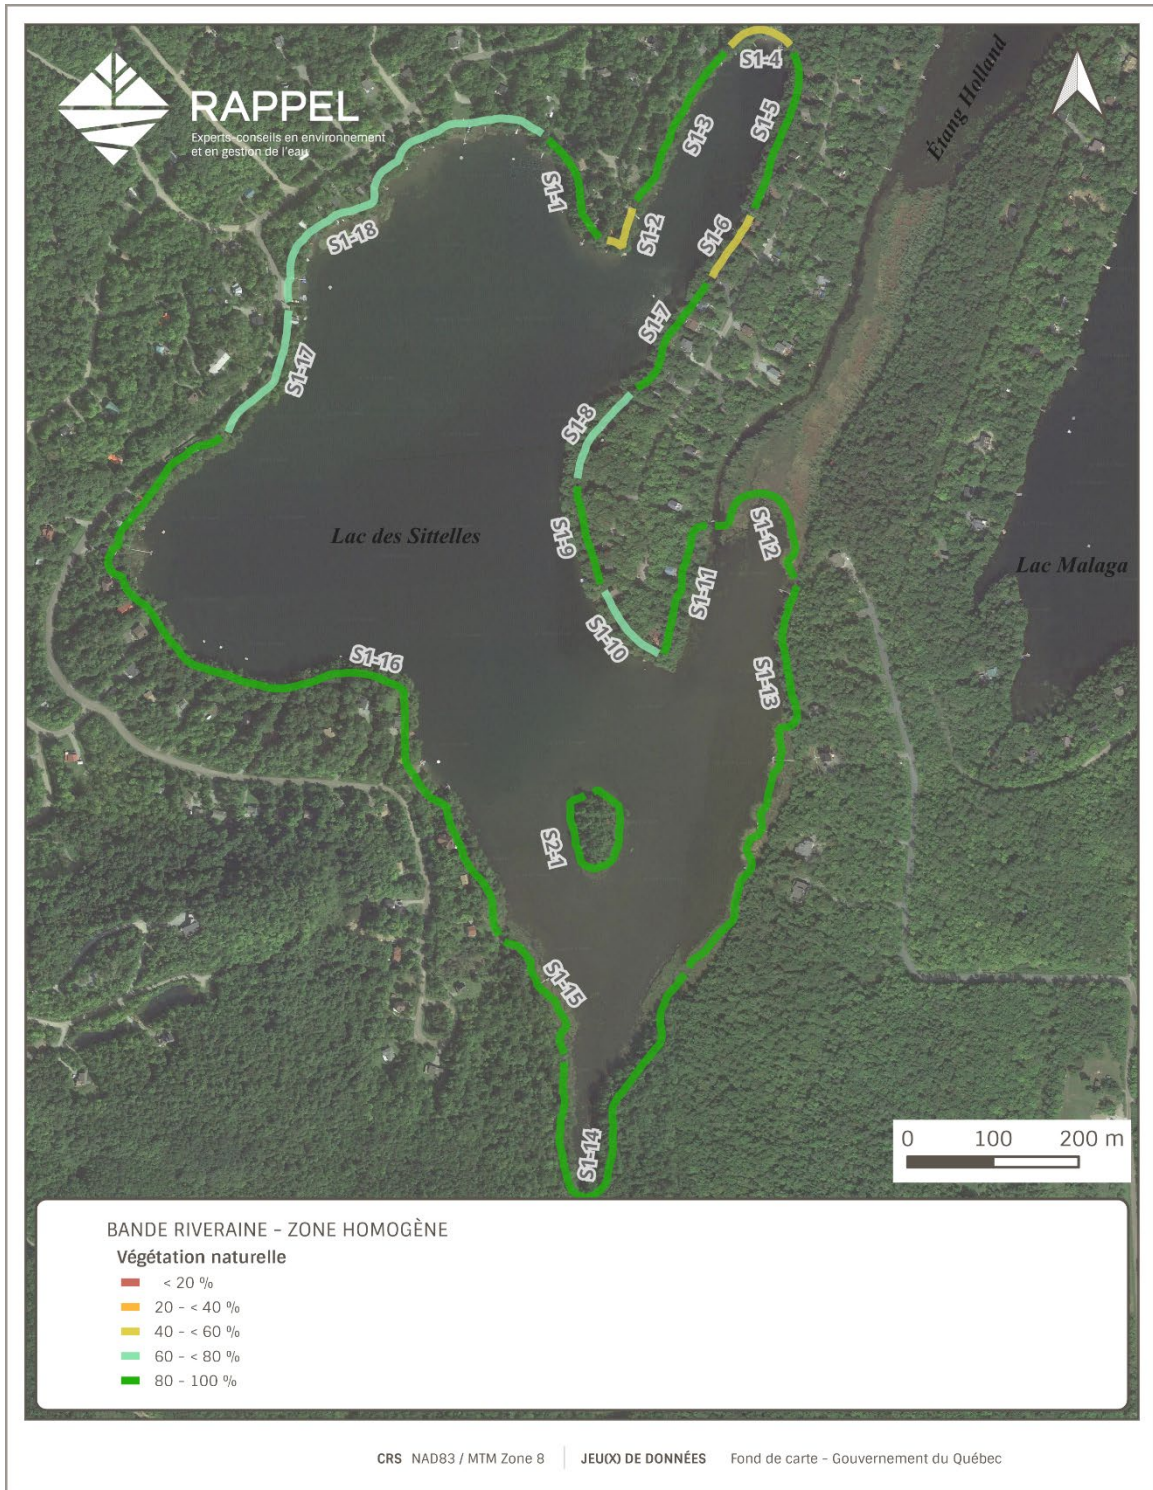 RAPPEL
Experts-conseils en environnement
et en gestion de l'eau
Étang Holland
S1-4
S1-5
S1-3
S1-1
S1-2
S1-6
S1-18
S1-7
S1-17
S1-8
Lac des Sittelles
S1-9
S1-12
Lac Malaga
S1-11
S1-10
S1-16
S1-13
S2-1
S1-15
S1-14
0 100 200 m
BANDE RIVERAINE - ZONE HOMOGÈNE
Végétation naturelle
< 20 %
20 - < 40 %
40 - < 60 %
60 - < 80 %
80 - 100 %
CRS NAD83 / MTM Zone 8 JEU(X) DE DONNÉES Fond de carte - Gouvernement du Québec